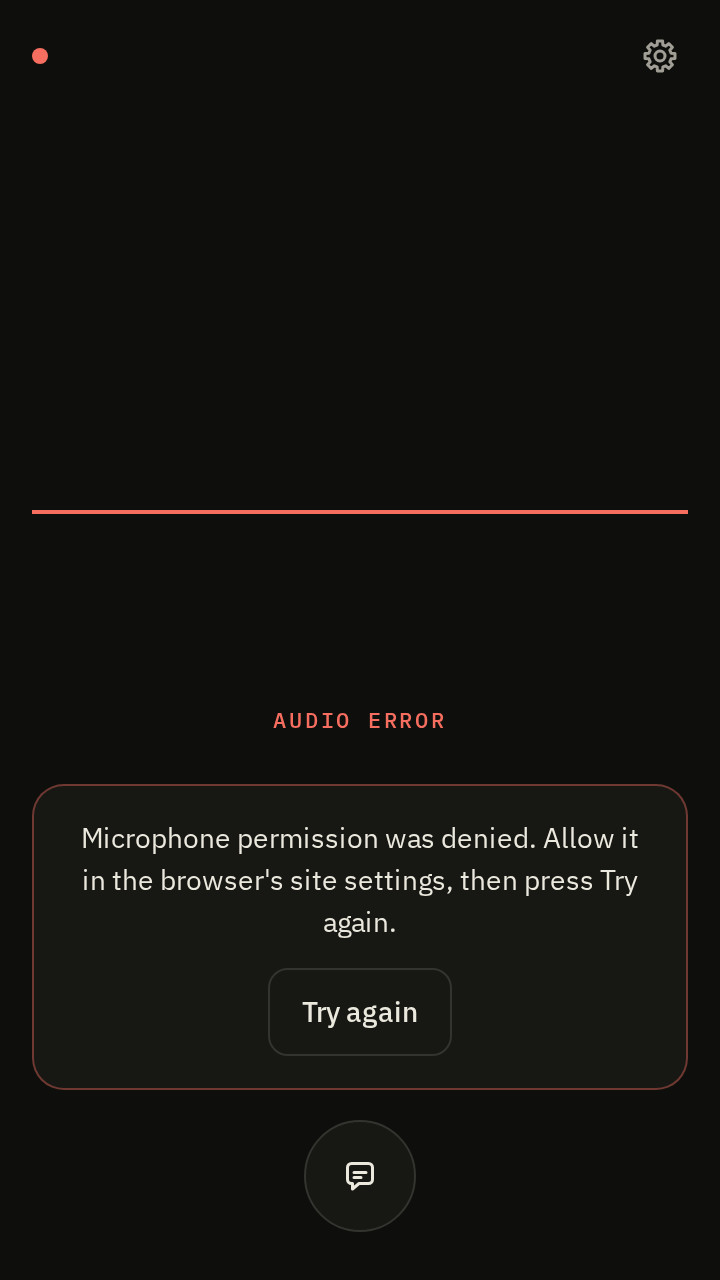 AUDIO ERROR
Microphone permission was denied. Allow it
in the browser's site settings, then press Try
again.
Try again